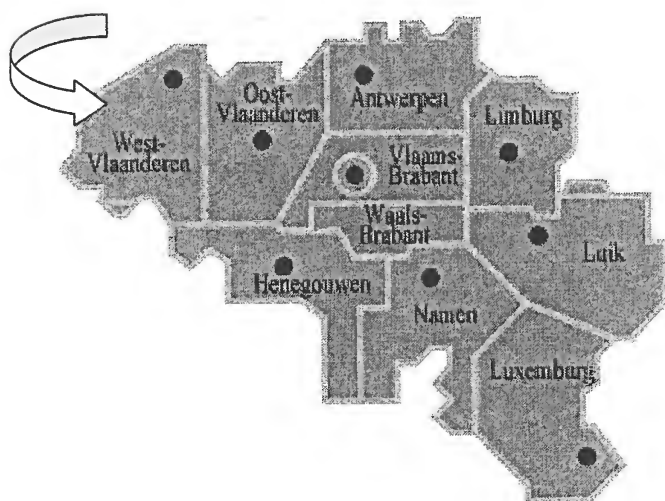 Oost-
Vlaanderen
Antwerpen
Limburg
West-
Vlaanderen
Vlaams-
Brabant
Waals-
Brabant
Luik
Henegouwen
Namen
Luxemburg